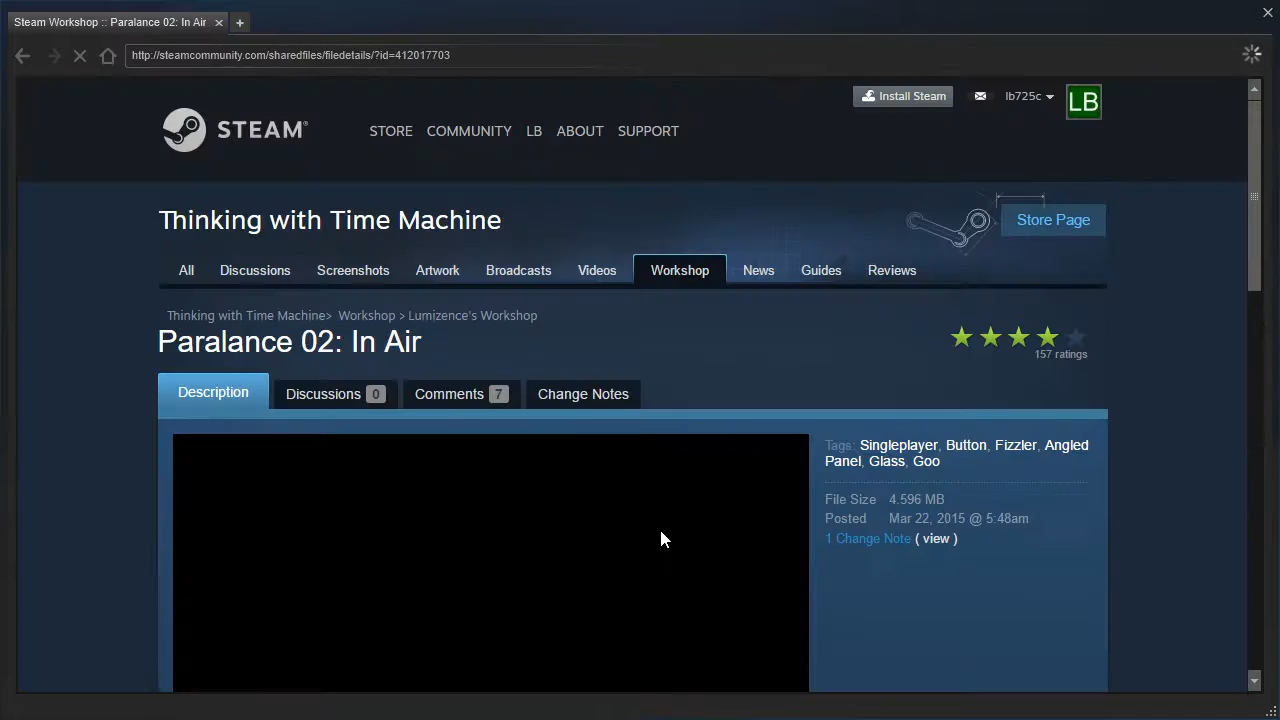 Steam Workshop :: Paralance 02: In Air
http://steamcommunity.com/sharedfiles/filedetails/?id=412017703
Install Steam
lb725c
LB
STEAM
STORE COMMUNITY LB ABOUT SUPPORT
Thinking with Time Machine
Store Page
All Discussions Screenshots Artwork Broadcasts Videos Workshop News Guides Reviews
Thinking with Time Machine> Workshop > Lumizence's Workshop
Paralance 02: In Air
157 ratings
Description Discussions 0 Comments 7 Change Notes
Tags: Singleplayer, Button, Fizzler, Angled
Panel, Glass, Goo
File Size 4.596 MB
Posted Mar 22, 2015 @ 5:48am
1 Change Note ( view )